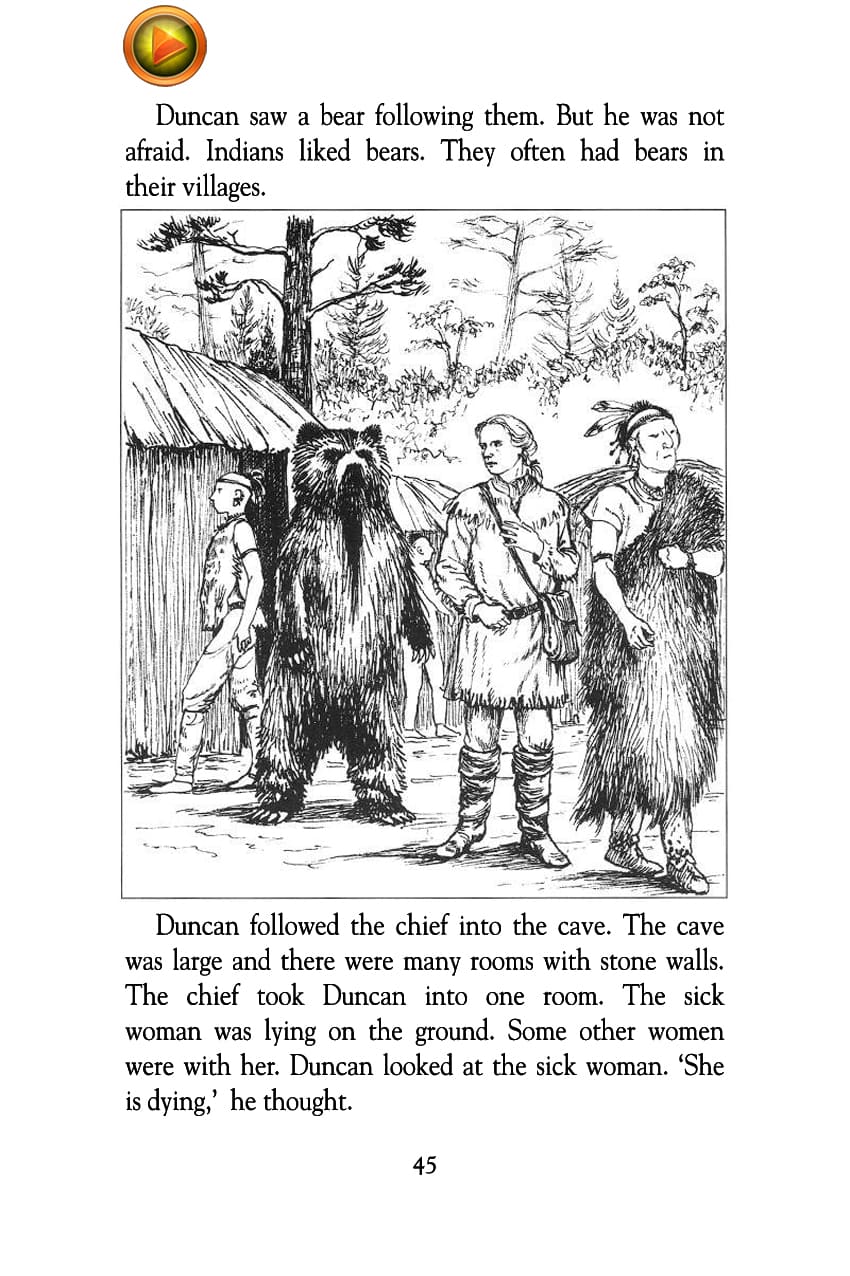 Duncan saw a bear following them. But he was not
afraid. Indians liked bears. They often had bears in
their villages.
Duncan followed the chief into the cave. The cave
was large and there were many rooms with stone walls.
The chief took Duncan into one room. The sick
woman was lying on the ground. Some other women
were with her. Duncan looked at the sick woman. ‘She
is dying,’ he thought.
45